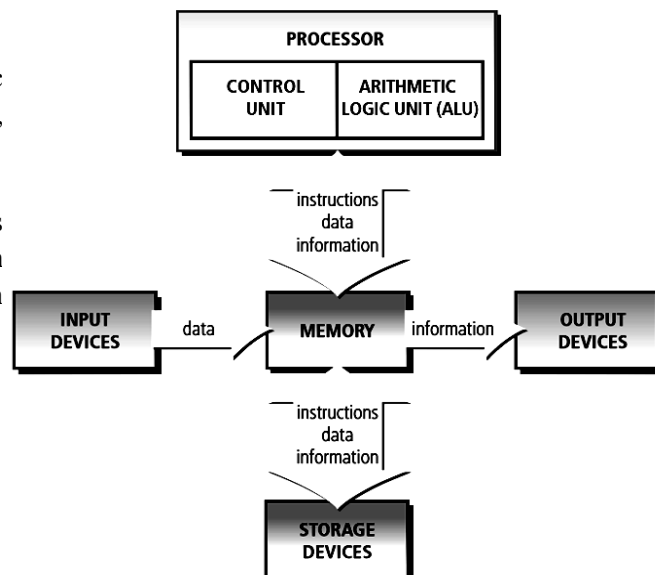 PROCESSOR
CONTROL
UNIT
ARITHMETIC
LOGIC UNIT (ALU)
instructions
data
information
INPUT
DEVICES
data
MEMORY
information
OUTPUT
DEVICES
instructions
data
information
STORAGE
DEVICES